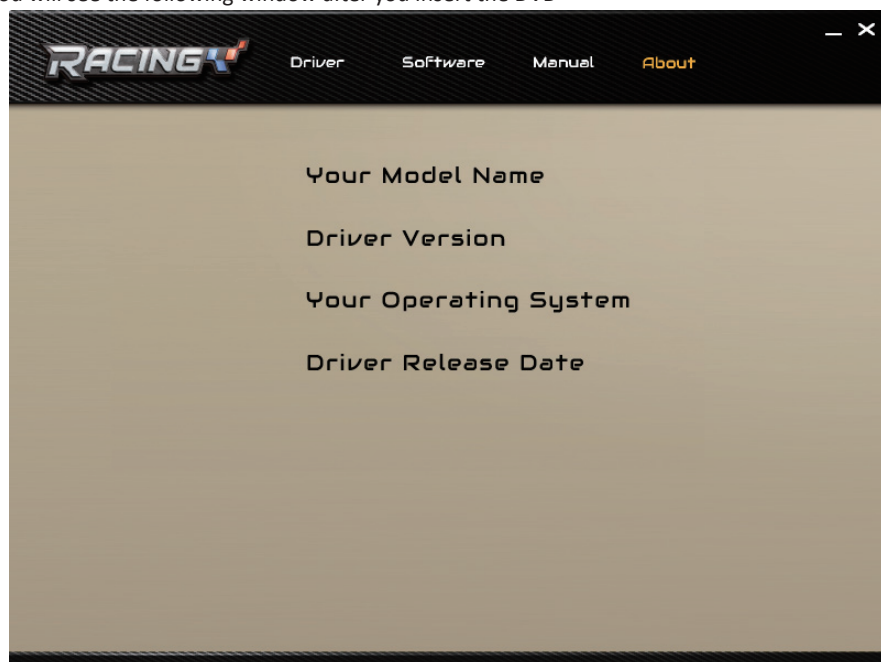 ou will see the following window after you insert the DVD
RACING
Driver Software Manual About
Your Model Name
Driver Version
Your Operating System
Driver Release Date